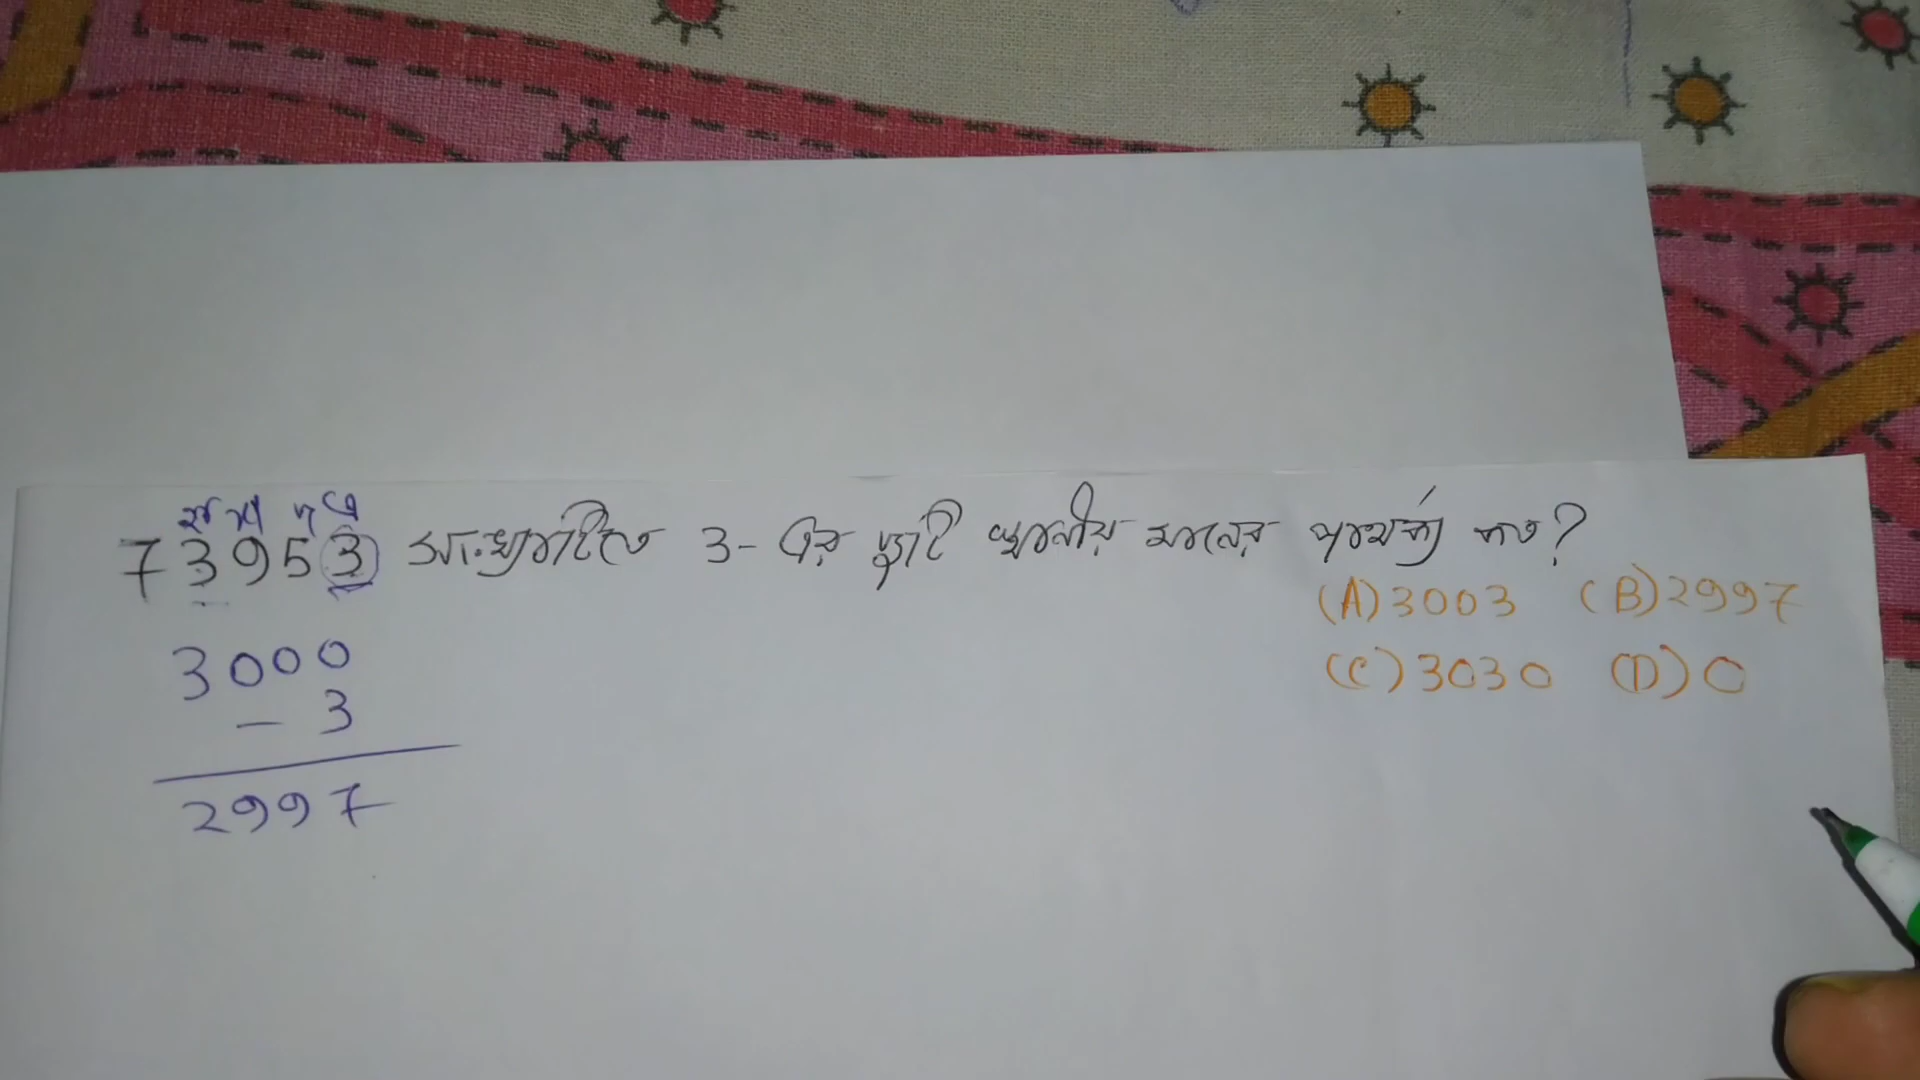 হা শ দ এ
73953 সংখ্যাটিতে 3-এর দুটি স্থানীয় মানের পার্থক্য কত?
(A) 3003 (B) 2997
(C) 3030 (D) 0
3000
- 3
2997